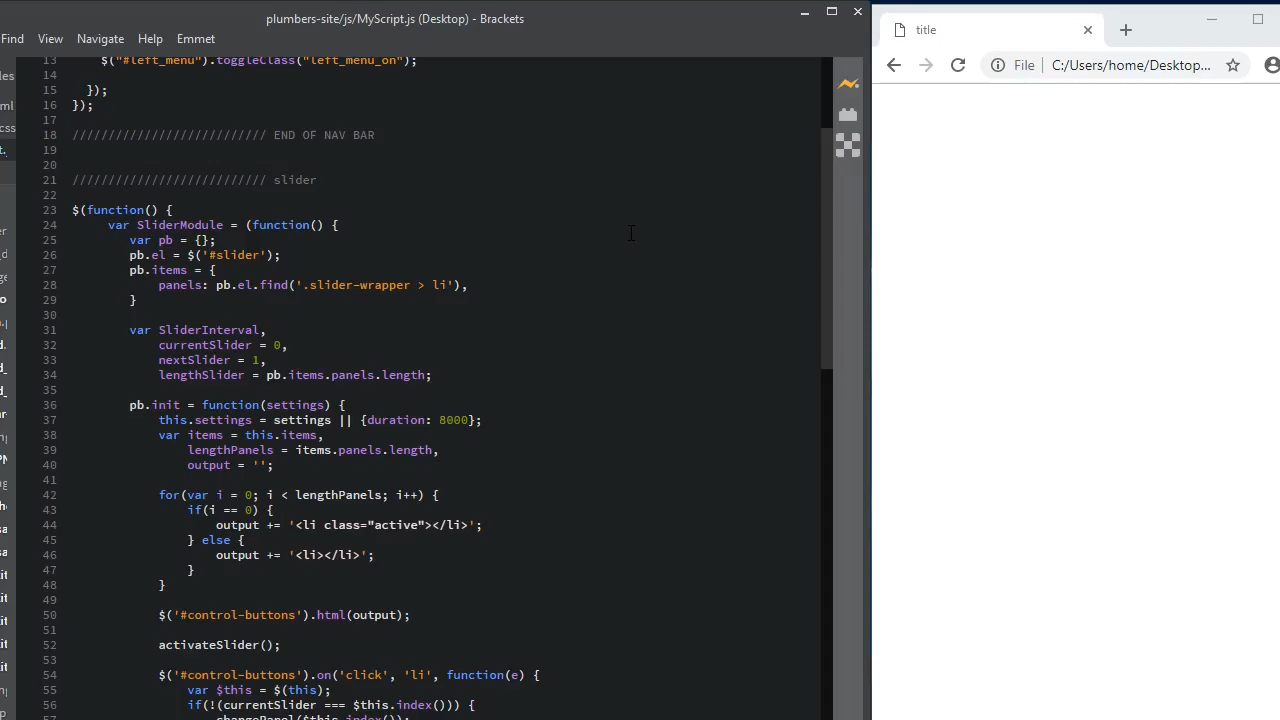 plumbers-site/js/MyScript.js (Desktop) - Brackets
title
Find View Navigate Help Emmet
File C:/Users/home/Desktop...
13 $("#left_menu").toggleClass("left_menu_on");
14
15 });
16 });
17
18 /////////////////////////// END OF NAV BAR
19
20
21 /////////////////////////// slider
22
23 $(function() {
24 var SliderModule = (function() {
25 var pb = {};
26 pb.el = $('#slider');
27 pb.items = {
28 panels: pb.el.find('.slider-wrapper > li'),
29 }
30
31 var SliderInterval,
32 currentSlider = 0,
33 nextSlider = 1,
34 lengthSlider = pb.items.panels.length;
35
36 pb.init = function(settings) {
37 this.settings = settings || {duration: 8000};
38 var items = this.items,
39 lengthPanels = items.panels.length,
40 output = '';
41
42 for(var i = 0; i < lengthPanels; i++) {
43 if(i == 0) {
44 output += '<li class="active"></li>';
45 } else {
46 output += '<li></li>';
47 }
48 }
49
50 $('#control-buttons').html(output);
51
52 activateSlider();
53
54 $('#control-buttons').on('click', 'li', function(e) {
55 var $this = $(this);
56 if(!(currentSlider === $this.index())) {
57 changePanel($this.index());